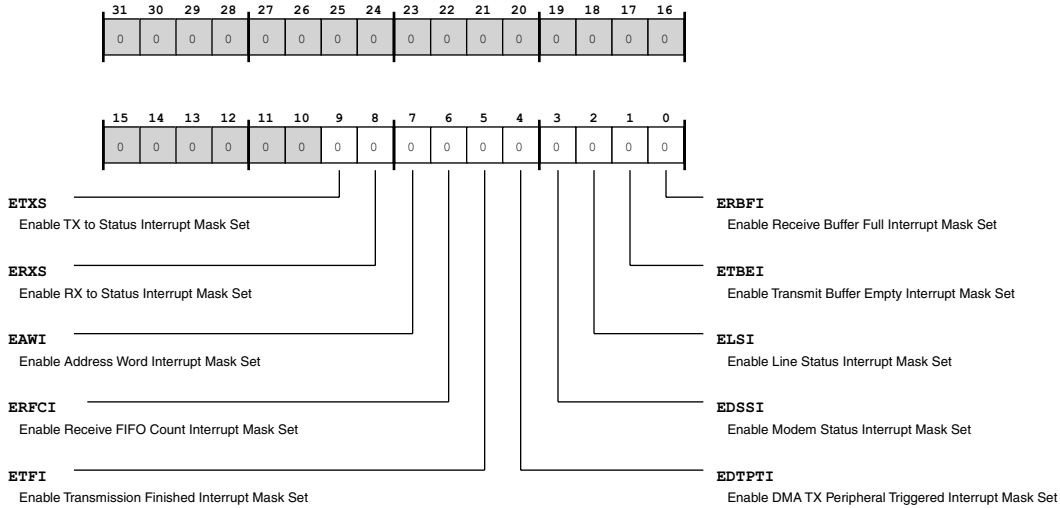 31 30 29 28 27 26 25 24 23 22 21 20 19 18 17 16
0 0 0 0 0 0 0 0 0 0 0 0 0 0 0 0
15 14 13 12 11 10 9 8 7 6 5 4 3 2 1 0
0 0 0 0 0 0 0 0 0 0 0 0 0 0 0 0
ETXS
Enable TX to Status Interrupt Mask Set
ERXS
Enable RX to Status Interrupt Mask Set
EAWI
Enable Address Word Interrupt Mask Set
ERFCI
Enable Receive FIFO Count Interrupt Mask Set
ETFI
Enable Transmission Finished Interrupt Mask Set
ERBFI
Enable Receive Buffer Full Interrupt Mask Set
ETBEI
Enable Transmit Buffer Empty Interrupt Mask Set
ELSI
Enable Line Status Interrupt Mask Set
EDSSI
Enable Modem Status Interrupt Mask Set
EDTPTI
Enable DMA TX Peripheral Triggered Interrupt Mask Set